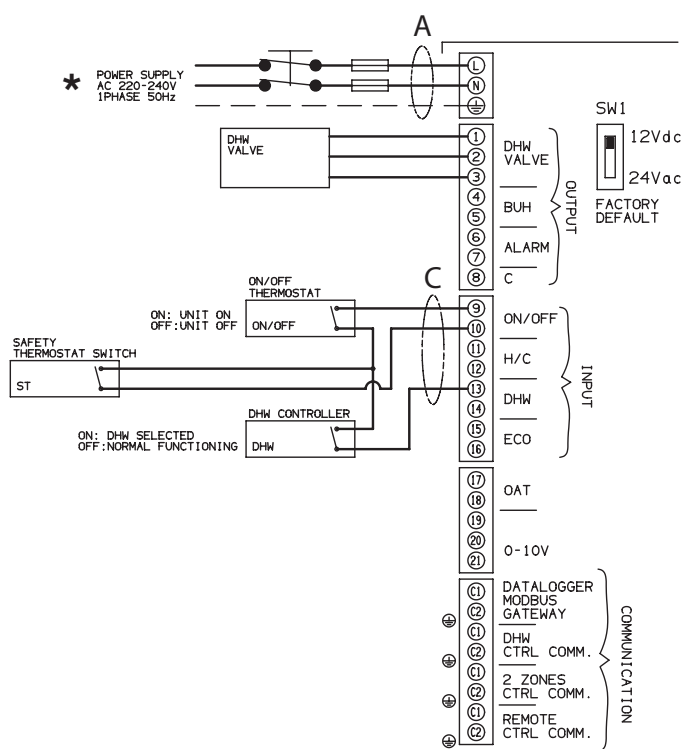 A
L
N
*
POWER SUPPLY
AC 220-240V
1PHASE 50Hz
SW1
12Vdc
24Vac
FACTORY
DEFAULT
DHW
VALVE
1
2
3
4
5
6
7
8
DHW
VALVE
BUH
ALARM
C
OUTPUT
ON/OFF
THERMOSTAT
ON: UNIT ON
OFF:UNIT OFF
ON/OFF
C
SAFETY
THERMOSTAT SWITCH
ST
DHW CONTROLLER
ON: DHW SELECTED
OFF:NORMAL FUNCTIONING
DHW
9
10
11
12
13
14
15
16
ON/OFF
H/C
DHW
ECO
INPUT
17
18
19
20
21
OAT
0-10V
C1
C2
C1
C2
C1
C2
C1
C2
DATALOGGER
MODBUS
GATEWAY
DHW
CTRL COMM.
2 ZONES
CTRL COMM.
REMOTE
CTRL COMM.
COMMUNICATION